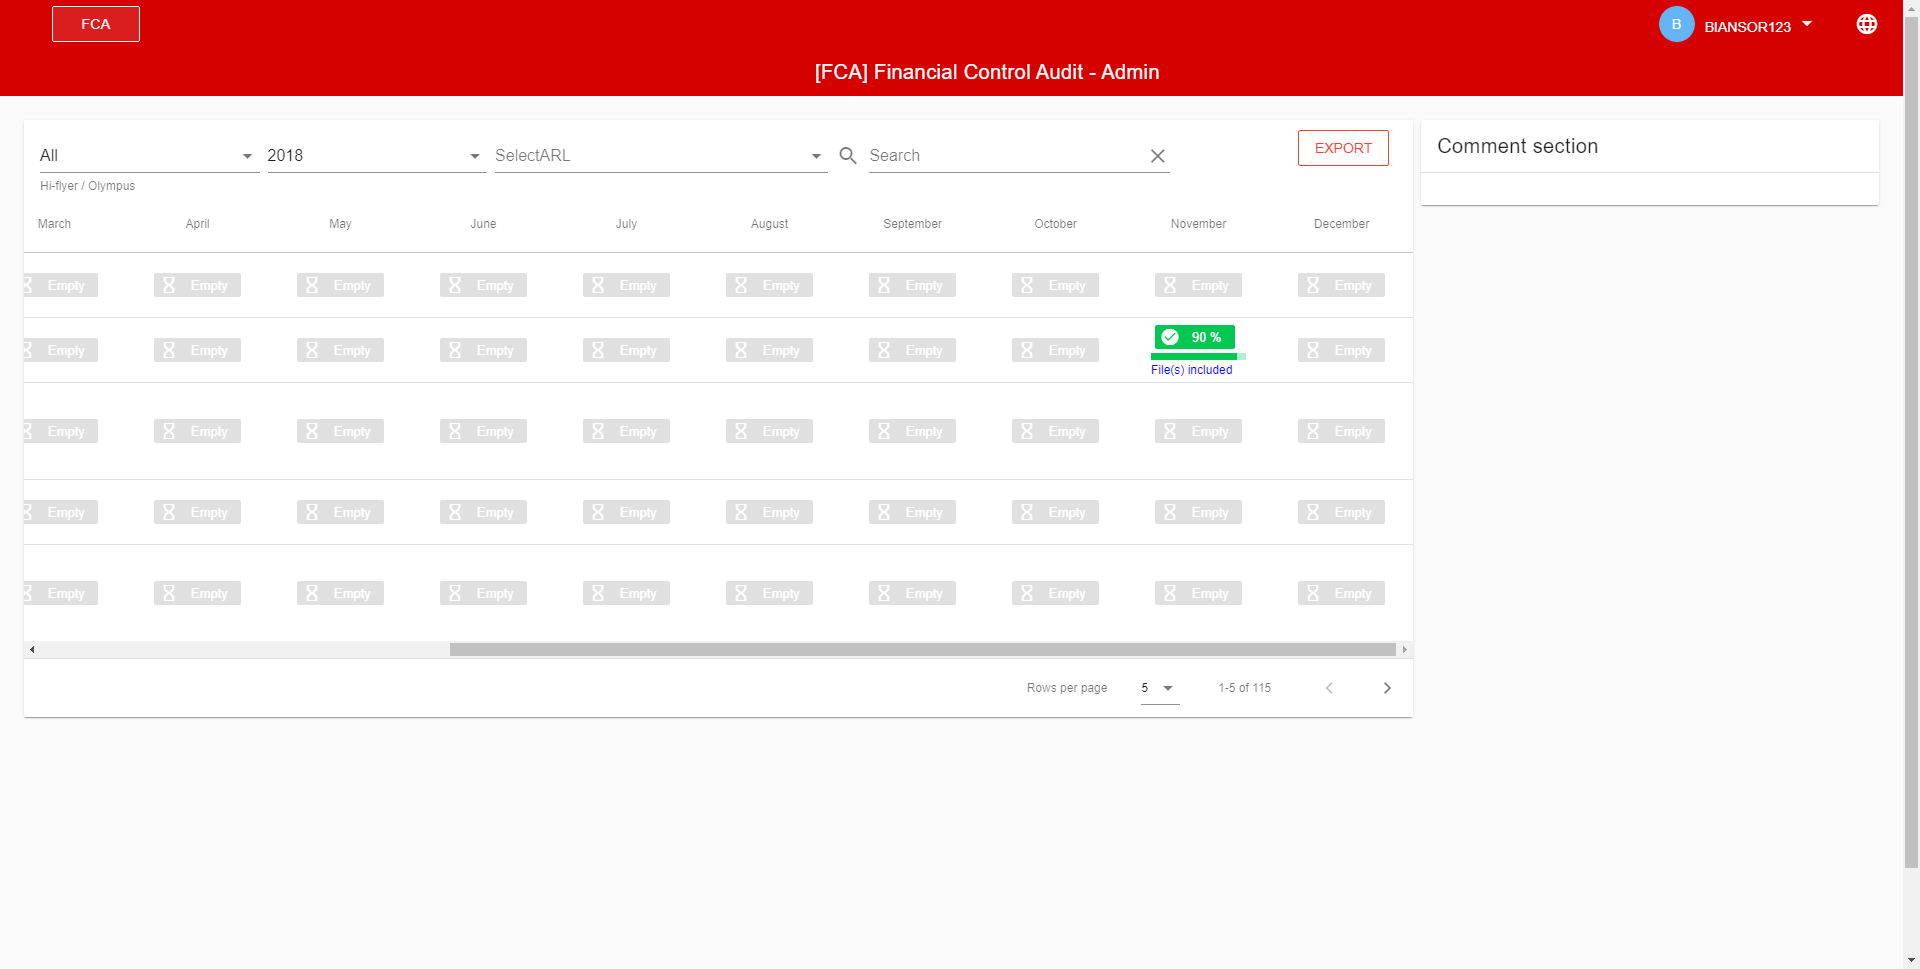 FCA
B BIANSOR123
[FCA] Financial Control Audit - Admin
All 2018 SelectARL Search EXPORT
Hi-flyer / Olympus
Comment section
March April May June July August September October November December
Empty Empty Empty Empty Empty Empty Empty Empty Empty Empty
Empty Empty Empty Empty Empty Empty Empty Empty 90 % Empty
File(s) included
Empty Empty Empty Empty Empty Empty Empty Empty Empty Empty
Empty Empty Empty Empty Empty Empty Empty Empty Empty Empty
Empty Empty Empty Empty Empty Empty Empty Empty Empty Empty
Rows per page 5 1-5 of 115